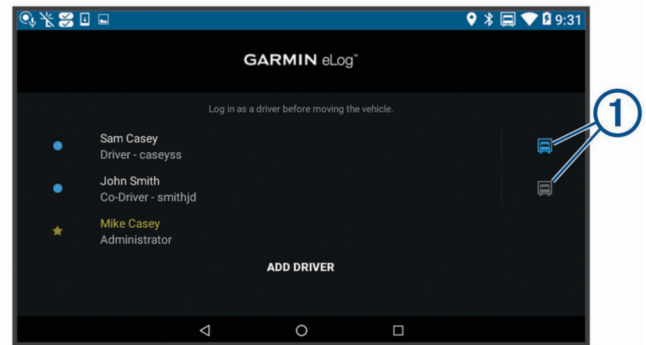 9:31
GARMIN eLog™
Log in as a driver before moving the vehicle.
Sam Casey
Driver - caseyss
John Smith
Co-Driver - smithjd
Mike Casey
Administrator
ADD DRIVER
1